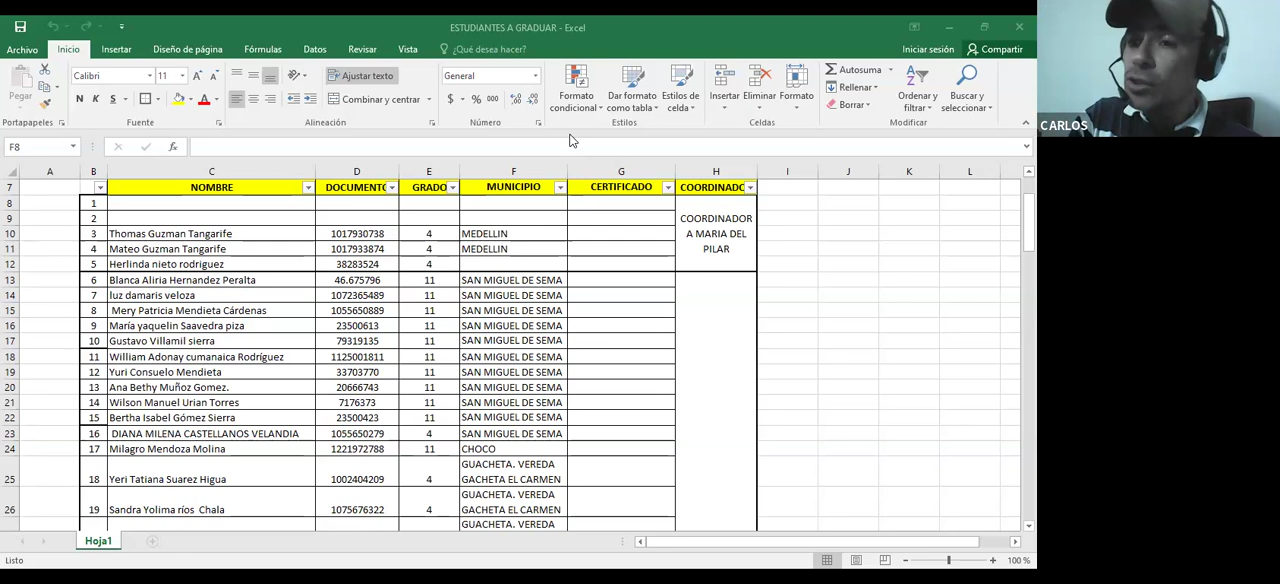 ESTUDIANTES A GRADUAR - Excel
Archivo Inicio Insertar Diseño de página Fórmulas Datos Revisar Vista ¿Qué desea hacer? Iniciar sesión Compartir
Pegar
Calibri 11
N K S A
Ajustar texto
Combinar y centrar
General
$ % 000
Formato condicional
Dar formato como tabla
Estilos de celda
Insertar Eliminar Formato
Autosuma
Rellenar
Borrar
Ordenar y filtrar
Buscar y seleccionar
Portapapeles Fuente Alineación Número Estilos Celdas Modificar
CARLOS
F8 fx
A B C D E F G H I J K L
7 NOMBRE DOCUMENTO GRADO MUNICIPIO CERTIFICADO COORDINADO
8 1
9 2
10 3 Thomas Guzman Tangarife 1017930738 4 MEDELLIN
11 4 Mateo Guzman Tangarife 1017933874 4 MEDELLIN
12 5 Herlinda nieto rodriguez 38283524 4
COORDINADOR
A MARIA DEL
PILAR
13 6 Blanca Aliria Hernandez Peralta 46.675796 11 SAN MIGUEL DE SEMA
14 7 luz damaris veloza 1072365489 11 SAN MIGUEL DE SEMA
15 8 Mery Patricia Mendieta Cárdenas 1055650889 11 SAN MIGUEL DE SEMA
16 9 María yaquelin Saavedra piza 23500613 11 SAN MIGUEL DE SEMA
17 10 Gustavo Villamil sierra 79319135 11 SAN MIGUEL DE SEMA
18 11 William Adonay cumanaica Rodríguez 1125001811 11 SAN MIGUEL DE SEMA
19 12 Yuri Consuelo Mendieta 33703770 11 SAN MIGUEL DE SEMA
20 13 Ana Bethy Muñoz Gomez. 20666743 11 SAN MIGUEL DE SEMA
21 14 Wilson Manuel Urian Torres 7176373 11 SAN MIGUEL DE SEMA
22 15 Bertha Isabel Gómez Sierra 23500423 11 SAN MIGUEL DE SEMA
23 16 DIANA MILENA CASTELLANOS VELANDIA 1055650279 4 SAN MIGUEL DE SEMA
24 17 Milagro Mendoza Molina 1221972788 11 CHOCO
GUACHETA. VEREDA
25 18 Yeri Tatiana Suarez Higua 1002404209 4 GACHETA EL CARMEN
GUACHETA. VEREDA
26 19 Sandra Yolima ríos Chala 1075676322 4 GACHETA EL CARMEN
GUACHETA. VEREDA
Hoja1
Listo 100 %